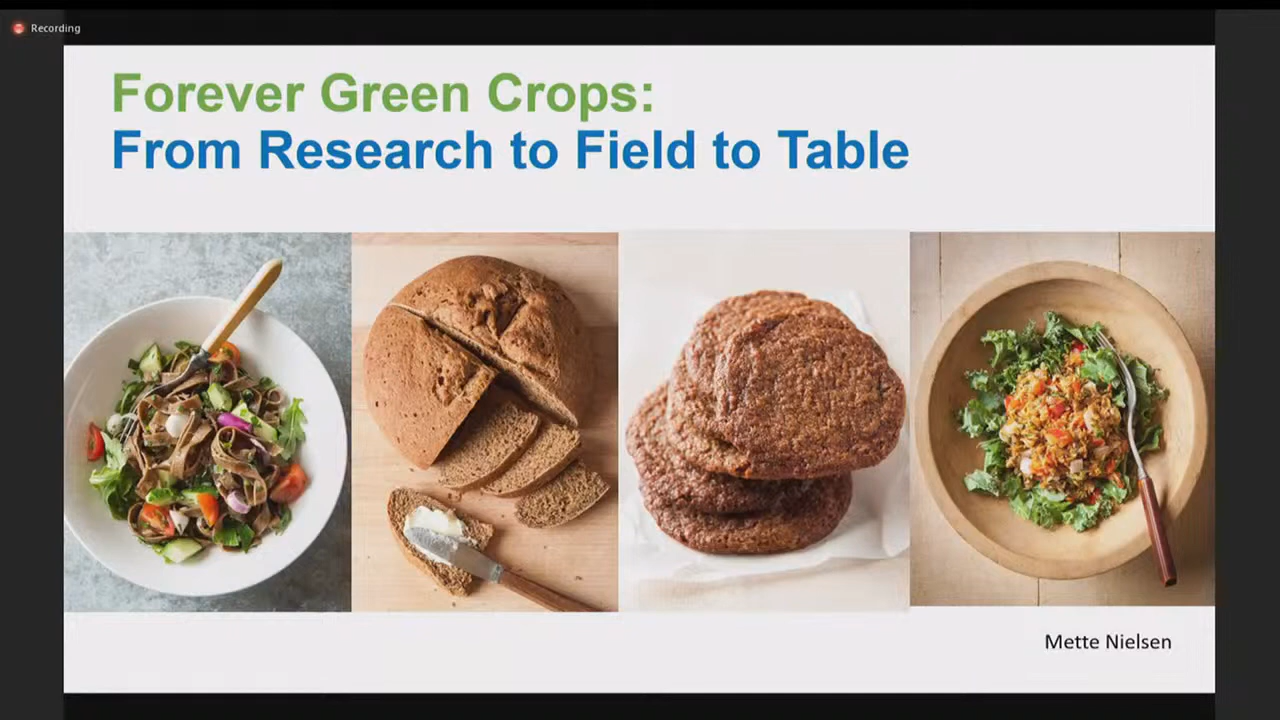 Recording
Forever Green Crops:
From Research to Field to Table
Mette Nielsen